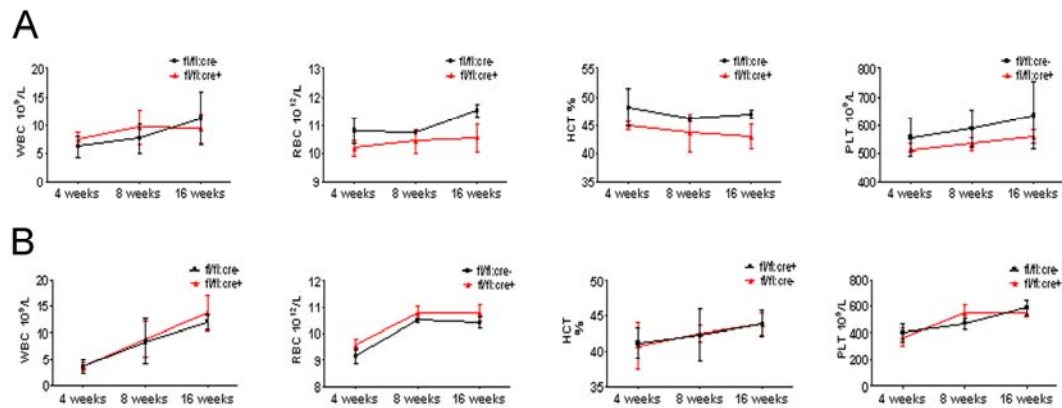 A
fl/fl:cre-
fl/fl:cre+
WBC 10⁹/L
20
15
10
5
0
4 weeks 8 weeks 16 weeks
fl/fl:cre-
fl/fl:cre+
RBC 10¹²/L
13
12
11
10
9
4 weeks 8 weeks 16 weeks
fl/fl:cre-
fl/fl:cre+
HCT %
55
50
45
40
35
4 weeks 8 weeks 16 weeks
fl/fl:cre-
fl/fl:cre+
PLT 10⁹/L
800
700
600
500
400
4 weeks 8 weeks 16 weeks
B
fl/fl:cre-
fl/fl:cre+
WBC 10⁹/L
20
15
10
5
0
4 weeks 8 weeks 16 weeks
fl/fl:cre-
fl/fl:cre+
RBC 10¹²/L
12
11
10
9
8
4 weeks 8 weeks 16 weeks
fl/fl:cre+
fl/fl:cre-
HCT %
50
45
40
35
4 weeks 8 weeks 16 weeks
fl/fl:cre-
fl/fl:cre+
PLT 10⁹/L
800
600
400
200
0
4 weeks 8 weeks 16 weeks